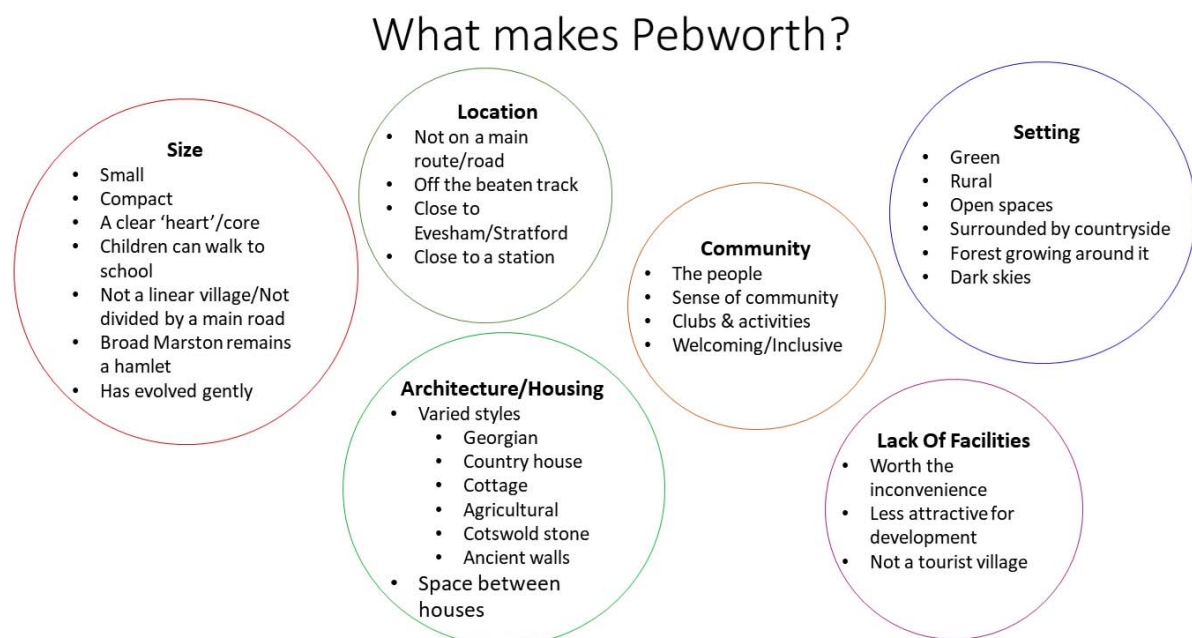 What makes Pebworth?
Size
• Small
• Compact
• A clear ‘heart’/core
• Children can walk to
school
• Not a linear village/Not
divided by a main road
• Broad Marston remains
a hamlet
• Has evolved gently
Location
• Not on a main
route/road
• Off the beaten track
• Close to
Evesham/Stratford
• Close to a station
Architecture/Housing
• Varied styles
• Georgian
• Country house
• Cottage
• Agricultural
• Cotswold stone
• Ancient walls
• Space between
houses
Community
• The people
• Sense of community
• Clubs & activities
• Welcoming/Inclusive
Setting
• Green
• Rural
• Open spaces
• Surrounded by countryside
• Forest growing around it
• Dark skies
Lack Of Facilities
• Worth the
inconvenience
• Less attractive for
development
• Not a tourist village